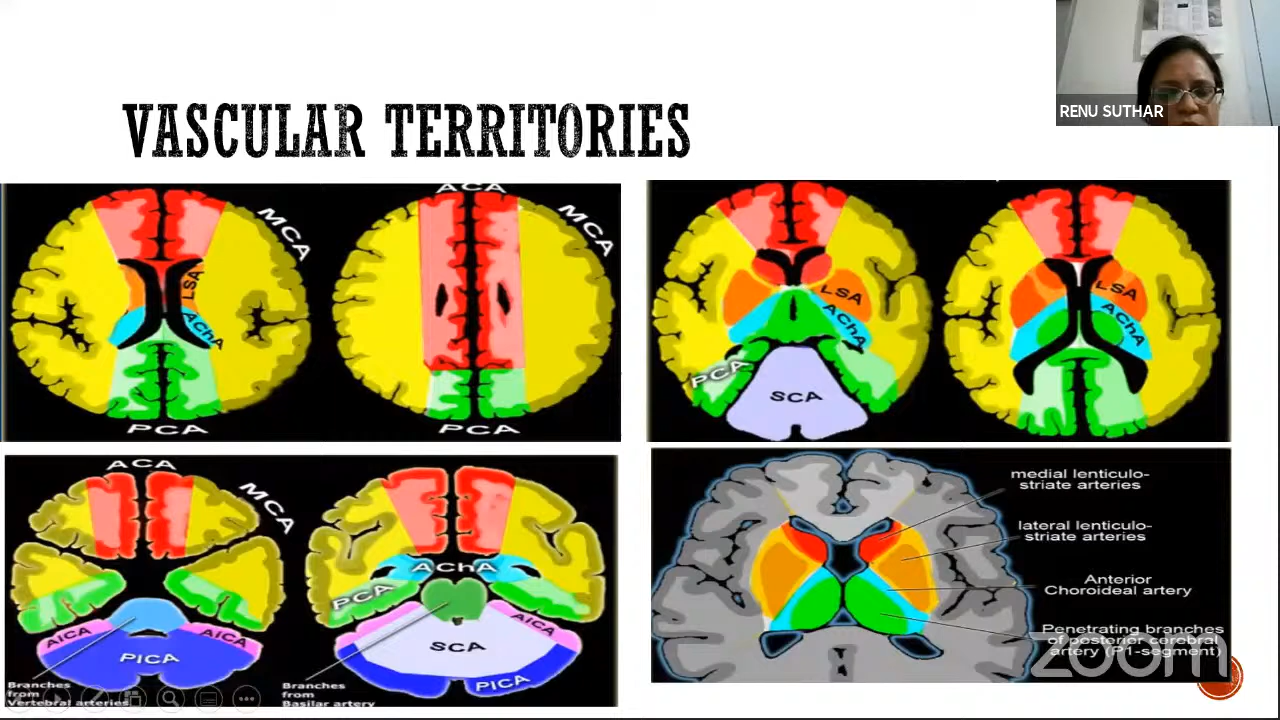 RENU SUTHAR
VASCULAR TERRITORIES
MCA
LSA
AChA
PCA
ACA
MCA
PCA
LSA
AChA
PCA
SCA
LSA
AChA
ACA
MCA
AICA
AICA
PICA
Branches
from
Vertebral arteries
AChA
PCA
AICA
SCA
PICA
Branches
from
Basilar artery
medial lenticulo-
striate arteries
lateral lenticulo-
striate arteries
Anterior
Choroideal artery
Penetrating branches
of posterior cerebral
artery (P1-segment)
zoom